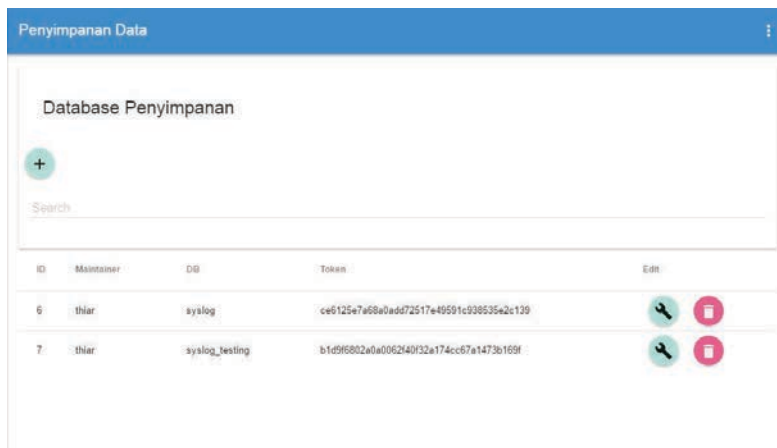 Penyimpanan Data
Database Penyimpanan
+
Search
ID Maintainer DB Token Edit
6 thiar syslog ce6125e7a68a0add72517e49591c938535e2c139
7 thiar syslog_testing b1d9f6802a0a0062f40f32a174cc67a1473b169f